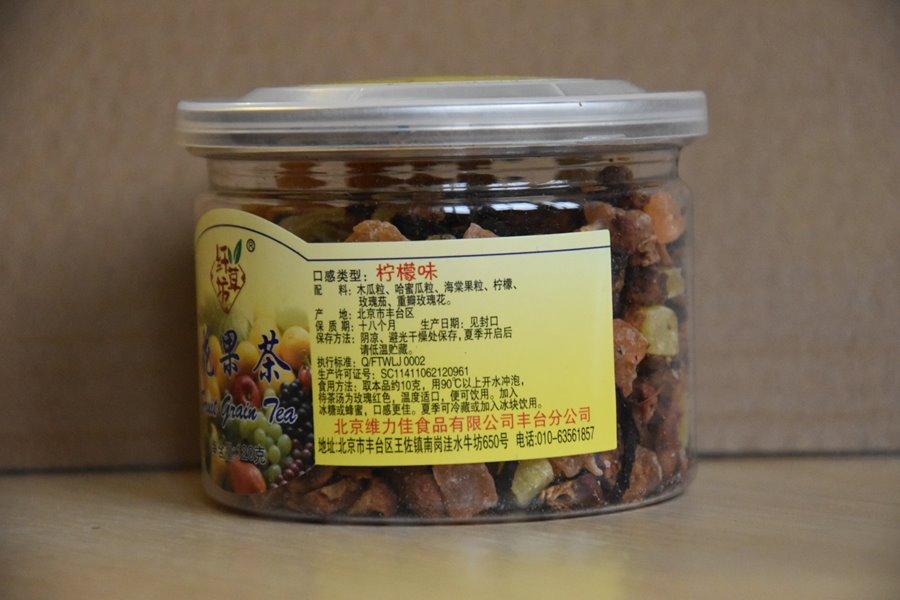 纤草坊®
花果茶
Fruit Grain Tea
口感类型：柠檬味
配　料：木瓜粒、哈蜜瓜粒、海棠果粒、柠檬、
玫瑰茄、重瓣玫瑰花。
产　地：北京市丰台区
保 质 期：十八个月　生产日期：见封口
保存方法：阴凉、避光干燥处保存，夏季开启后
请低温贮藏。
执行标准：Q/FTWLJ 0002
生产许可证号：SC11411062120961
食用方法：取本品约10克，用90℃以上开水冲泡，
待茶汤为玫瑰红色，温度适口，便可饮用。加入
冰糖或蜂蜜，口感更佳。夏季可冷藏或加入冰块饮用。
北京维力佳食品有限公司丰台分公司
地址：北京市丰台区王佐镇南岗洼水牛坊650号　电话：010-63561857